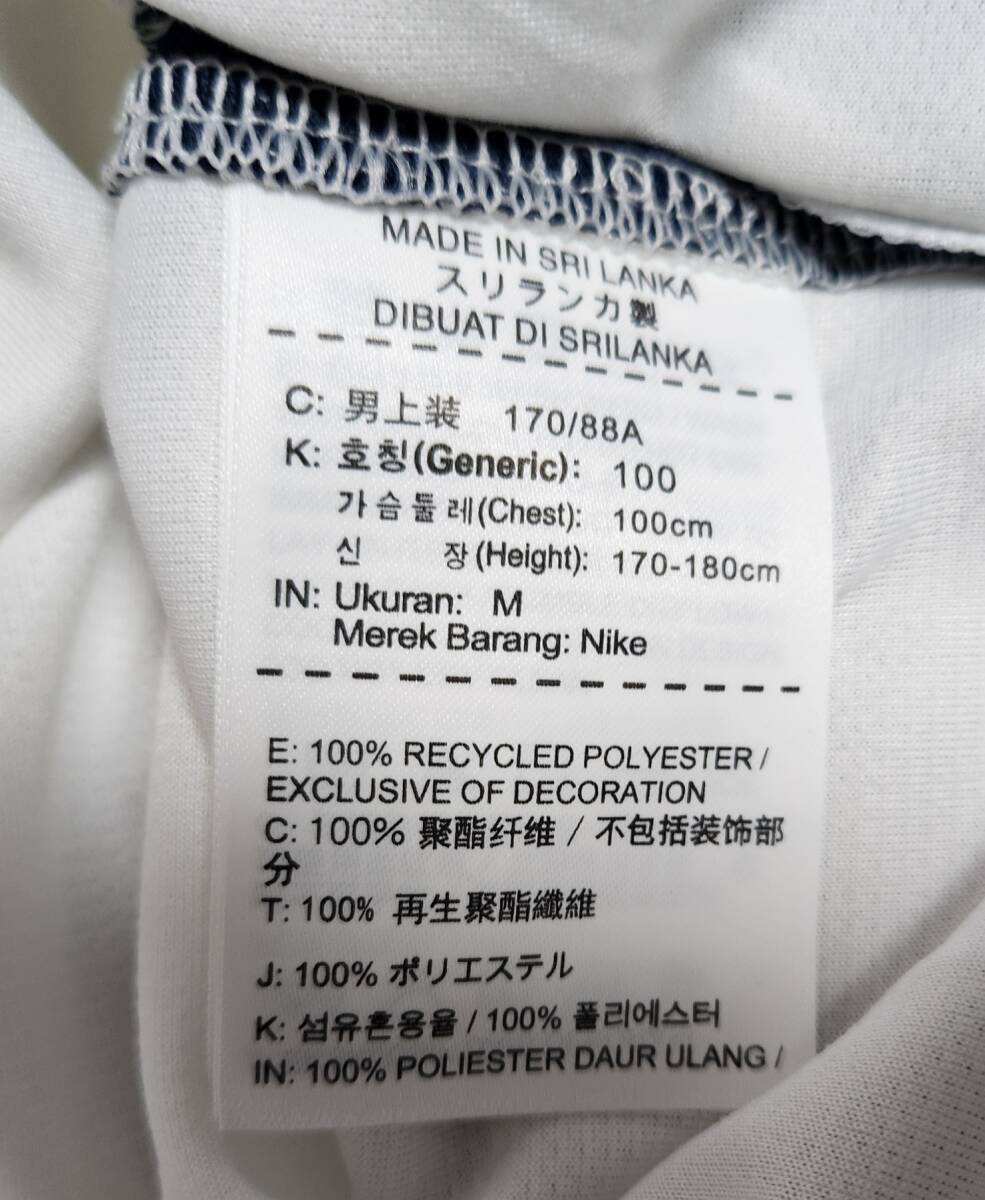 MADE IN SRI LANKA
スリランカ製
DIBUAT DI SRILANKA
C: 男上装 170/88A
K: 호칭(Generic): 100
가슴둘레(Chest): 100cm
신 장(Height): 170-180cm
IN: Ukuran: M
Merek Barang: Nike
E: 100% RECYCLED POLYESTER /
EXCLUSIVE OF DECORATION
C: 100% 聚酯纤维 / 不包括装饰部
分
T: 100% 再生聚酯纖維
J: 100% ポリエステル
K: 섬유혼용율 / 100% 폴리에스터
IN: 100% POLIESTER DAUR ULANG /